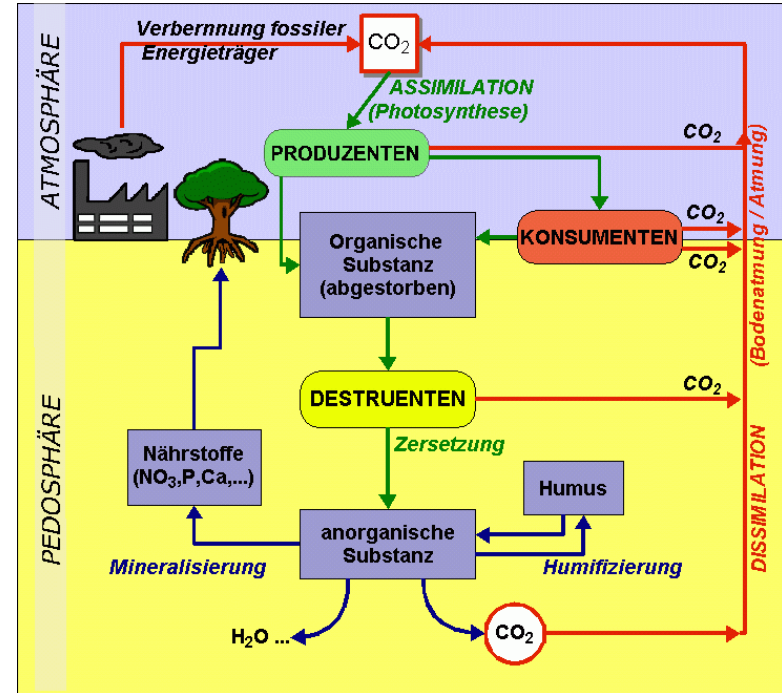 Verbernnung fossiler
Energieträger
CO2
ASSIMILATION
(Photosynthese)
ATMOSPHÄRE
PRODUZENTEN
CO2
KONSUMENTEN
CO2
CO2
Organische
Substanz
(abgestorben)
(Bodenatmung / Atmung)
DESTRUENTEN
CO2
Zersetzung
PEDOSPHÄRE
Nährstoffe
(NO3,P,Ca,...)
Humus
anorganische
Substanz
Mineralisierung
Humifizierung
DISSIMILATION
H2O ...
CO2